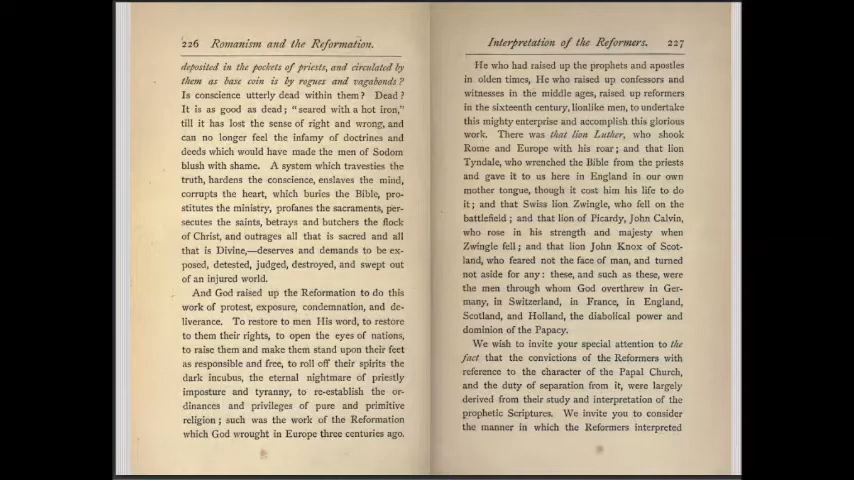 226 Romanism and the Reformation.
deposited in the pockets of priests, and circulated by
them as base coin is by rogues and vagabonds?
Is conscience utterly dead within them? Dead?
It is as good as dead; "seared with a hot iron,"
till it has lost the sense of right and wrong, and
can no longer feel the infamy of doctrines and
deeds which would have made the men of Sodom
blush with shame. A system which travesties the
truth, hardens the conscience, enslaves the mind,
corrupts the heart, which buries the Bible, pro-
stitutes the ministry, profanes the sacraments, per-
secutes the saints, betrays and butchers the flock
of Christ, and outrages all that is sacred and all
that is Divine,—deserves and demands to be ex-
posed, detested, judged, destroyed, and swept out
of an injured world.
And God raised up the Reformation to do this
work of protest, exposure, condemnation, and de-
liverance. To restore to men His word, to restore
to them their rights, to open the eyes of nations,
to raise them and make them stand upon their feet
as responsible and free, to roll off their spirits the
dark incubus, the eternal nightmare of priestly
imposture and tyranny, to re-establish the or-
dinances and privileges of pure and primitive
religion; such was the work of the Reformation
which God wrought in Europe three centuries ago.
Interpretation of the Reformers. 227
He who had raised up the prophets and apostles
in olden times, He who raised up confessors and
witnesses in the middle ages, raised up reformers
in the sixteenth century, lionlike men, to undertake
this mighty enterprise and accomplish this glorious
work. There was that lion Luther, who shook
Rome and Europe with his roar; and that lion
Tyndale, who wrenched the Bible from the priests
and gave it to us here in England in our own
mother tongue, though it cost him his life to do
it; and that Swiss lion Zwingle, who fell on the
battlefield; and that lion of Picardy, John Calvin,
who rose in his strength and majesty when
Zwingle fell; and that lion John Knox of Scot-
land, who feared not the face of man, and turned
not aside for any: these, and such as these, were
the men through whom God overthrew in Ger-
many, in Switzerland, in France, in England,
Scotland, and Holland, the diabolical power and
dominion of the Papacy.
We wish to invite your special attention to the
fact that the convictions of the Reformers with
reference to the character of the Papal Church,
and the duty of separation from it, were largely
derived from their study and interpretation of the
prophetic Scriptures. We invite you to consider
the manner in which the Reformers interpreted